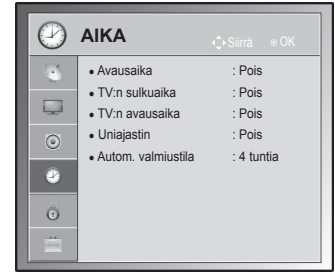 AIKA
Siirrä OK
● Avausaika : Pois
● TV:n sulkuaika : Pois
● TV:n avausaika : Pois
● Uniajastin : Pois
● Autom. valmiustila : 4 tuntia